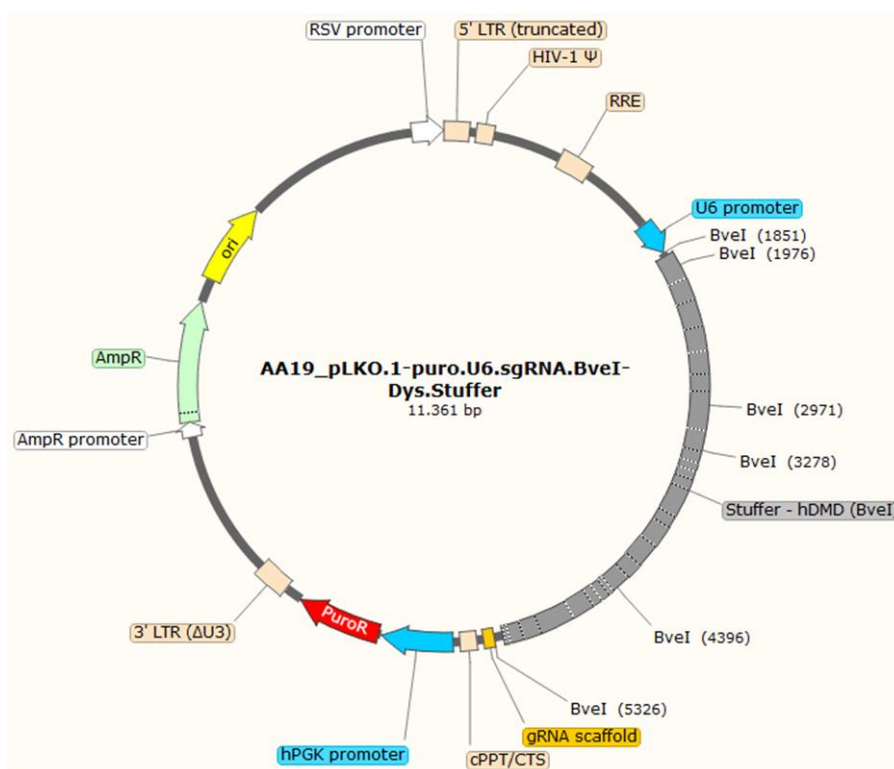 RSV promoter
5' LTR (truncated)
HIV-1 Ψ
RRE
U6 promoter
BveI (1851)
BveI (1976)
ori
AmpR
AA19_pLKO.1-puro.U6.sgRNA.BveI-
Dys.Stuffer
11.361 bp
BveI (2971)
AmpR promoter
BveI (3278)
Stuffer - hDMD (BveI)
3' LTR (ΔU3)
PuroR
BveI (4396)
BveI (5326)
gRNA scaffold
hPGK promoter
cPPT/CTS